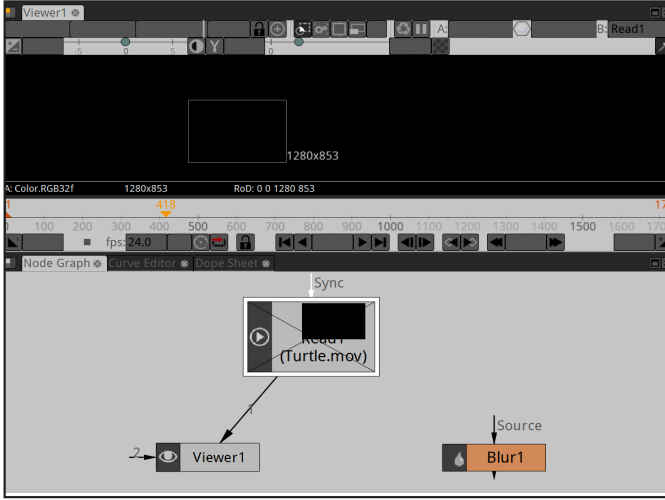 Viewer1
A:
B: Read1
-5 0 5
0
1280x853
A: Color.RGB32f 1280x853 RoD: 0 0 1280 853
1 418 17
0 100 200 300 400 500 600 700 800 900 1000 1100 1200 1300 1400 1500 1600 170
fps: 24.0
Node Graph Curve Editor Dope Sheet
Sync
Read1
(Turtle.mov)
1
Source
2
Viewer1
Blur1